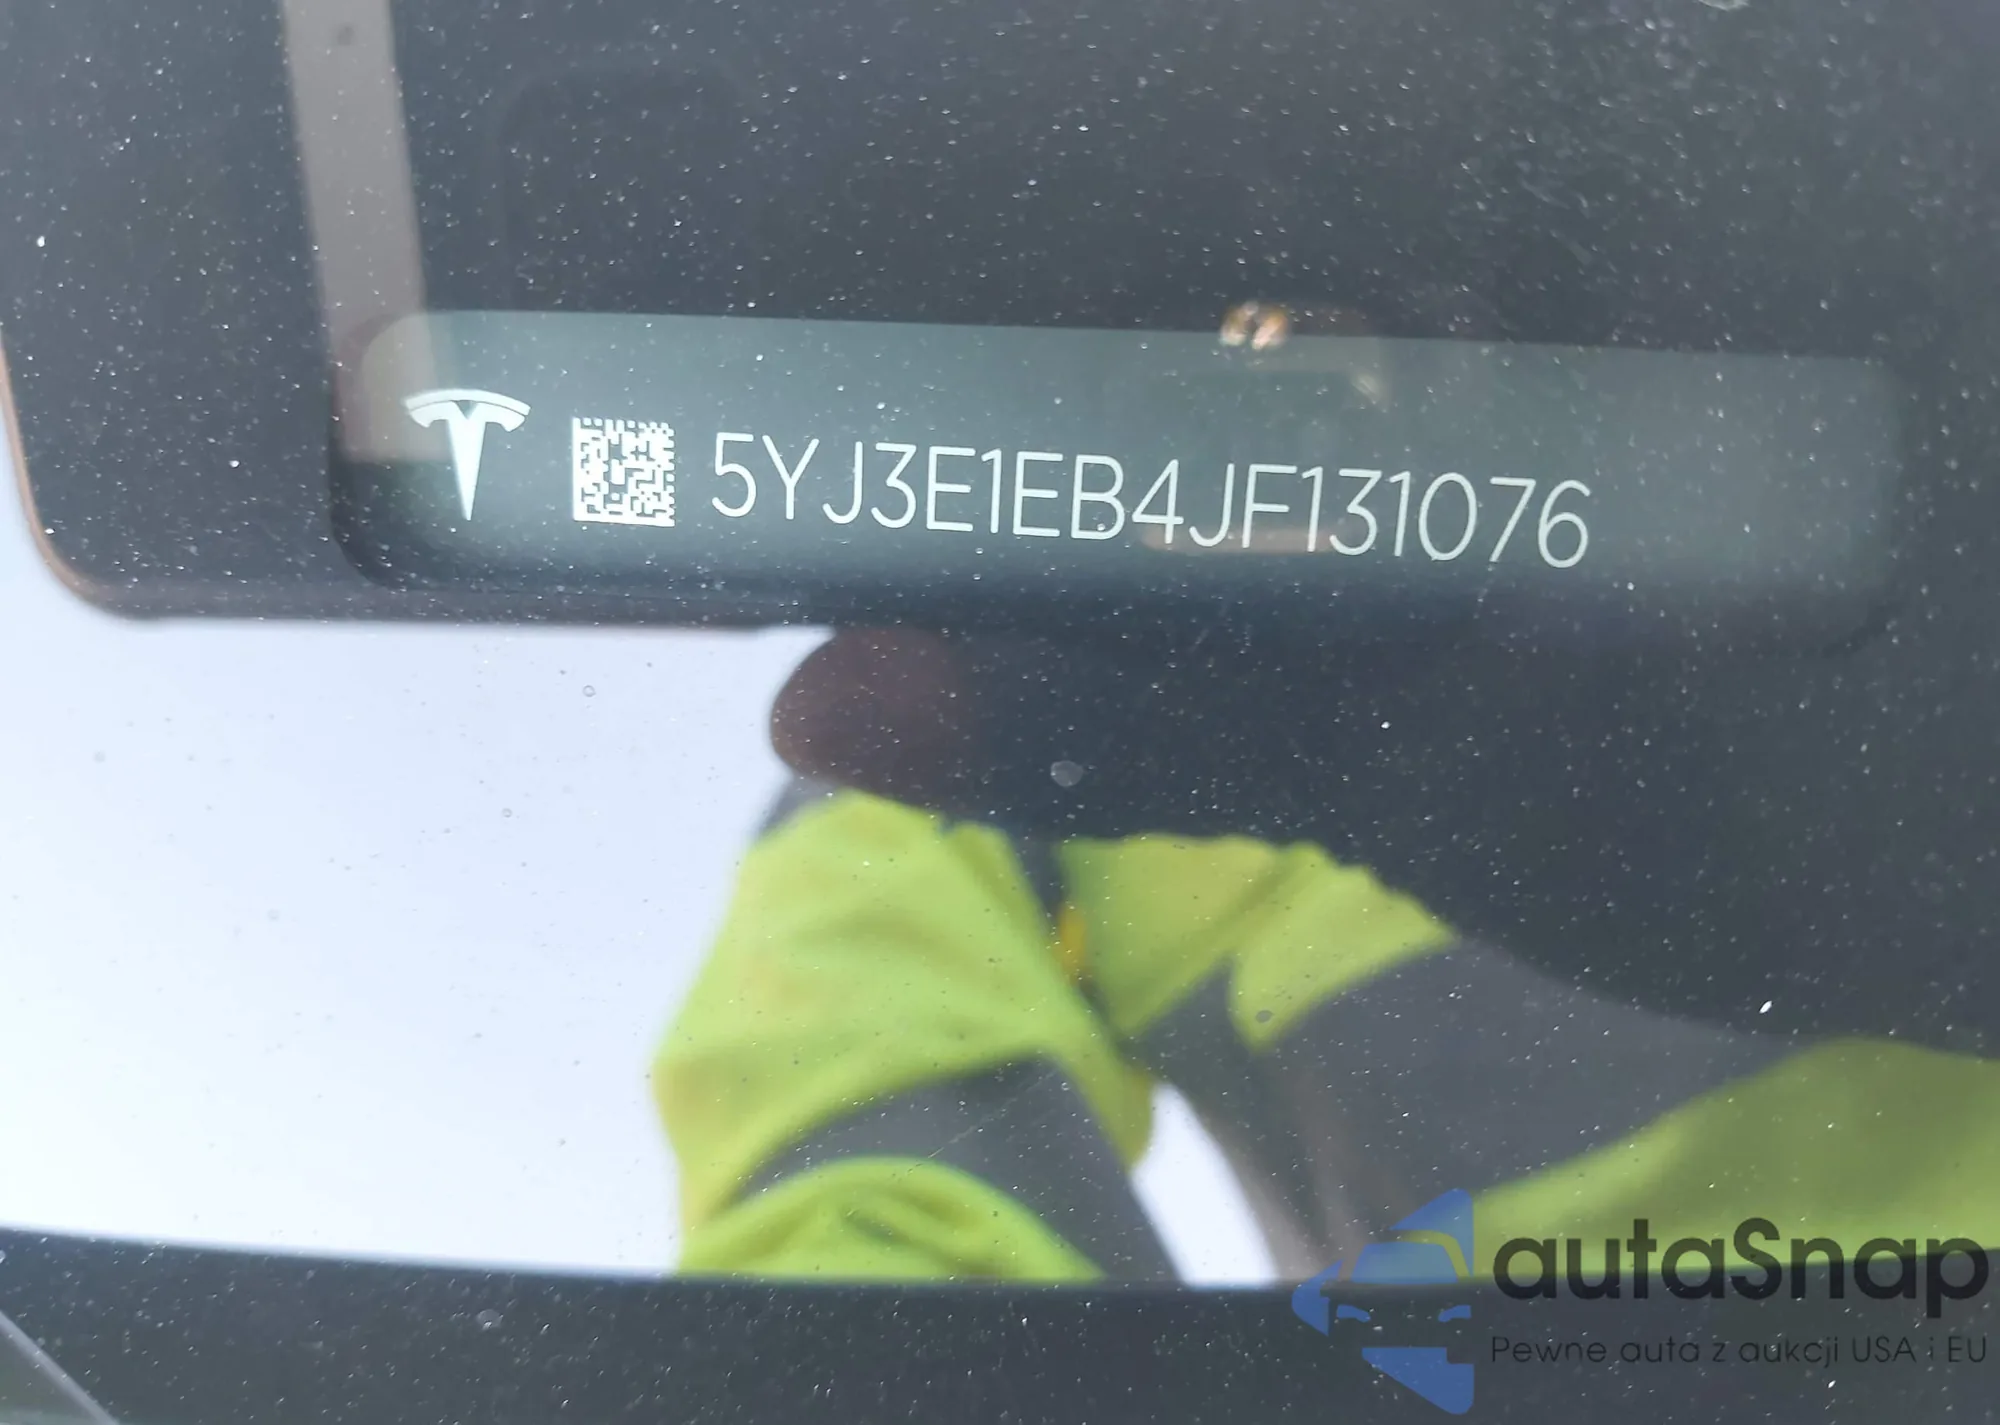 5YJ3E1EB4JF131076
autaSnap
Pewne auta z aukcji USA i EU